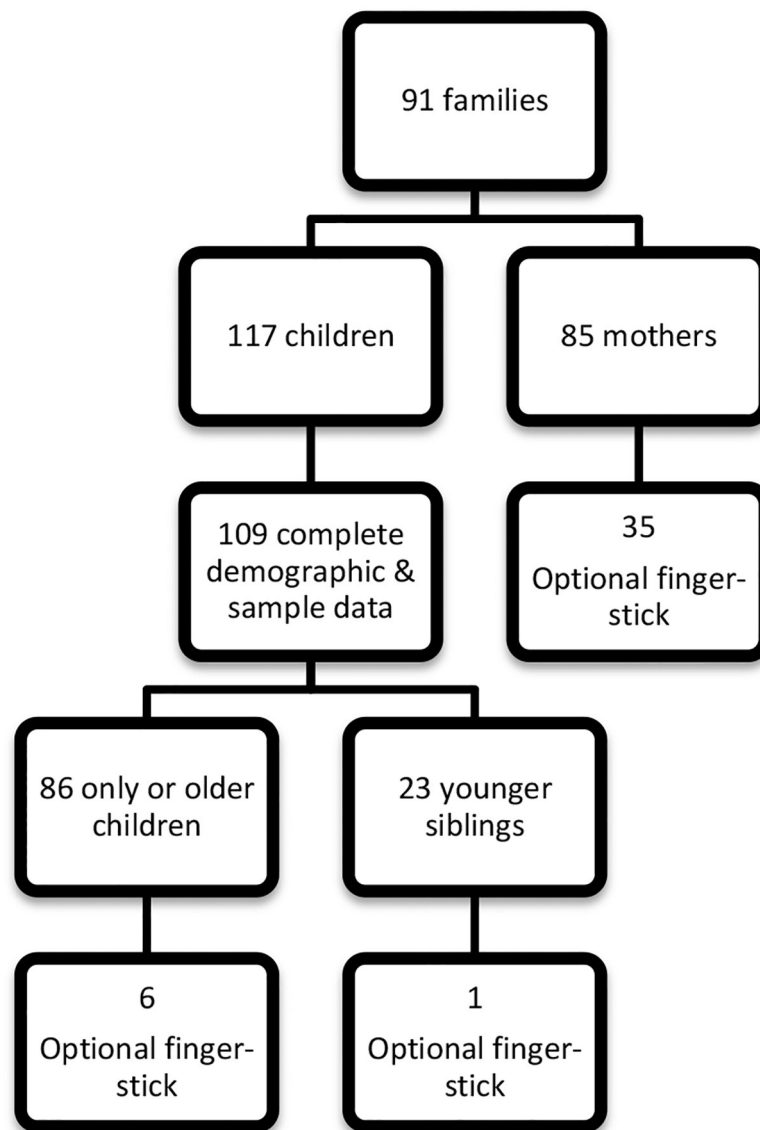 91 families
117 children
85 mothers
109 complete
demographic &
sample data
35
Optional finger-
stick
86 only or older
children
23 younger
siblings
6
Optional finger-
stick
1
Optional finger-
stick